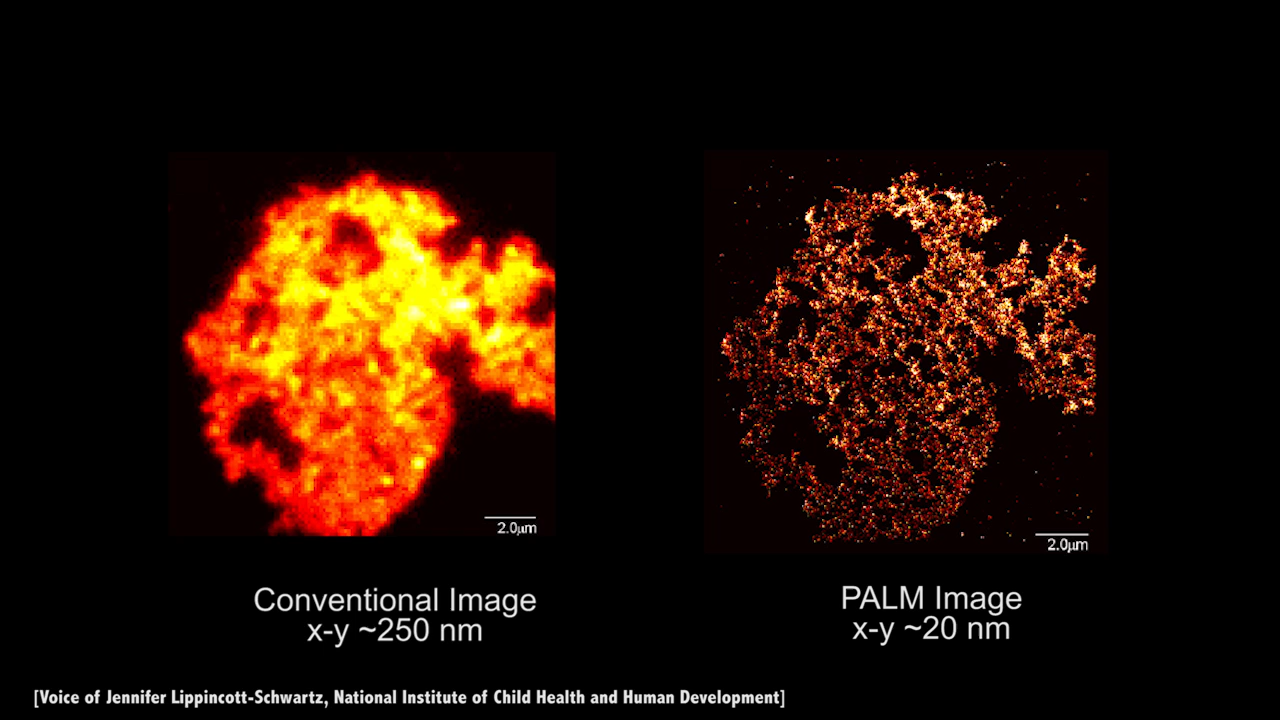 2.0μm
2.0μm
Conventional Image
x-y ~250 nm
PALM Image
x-y ~20 nm
[Voice of Jennifer Lippincott-Schwartz, National Institute of Child Health and Human Development]